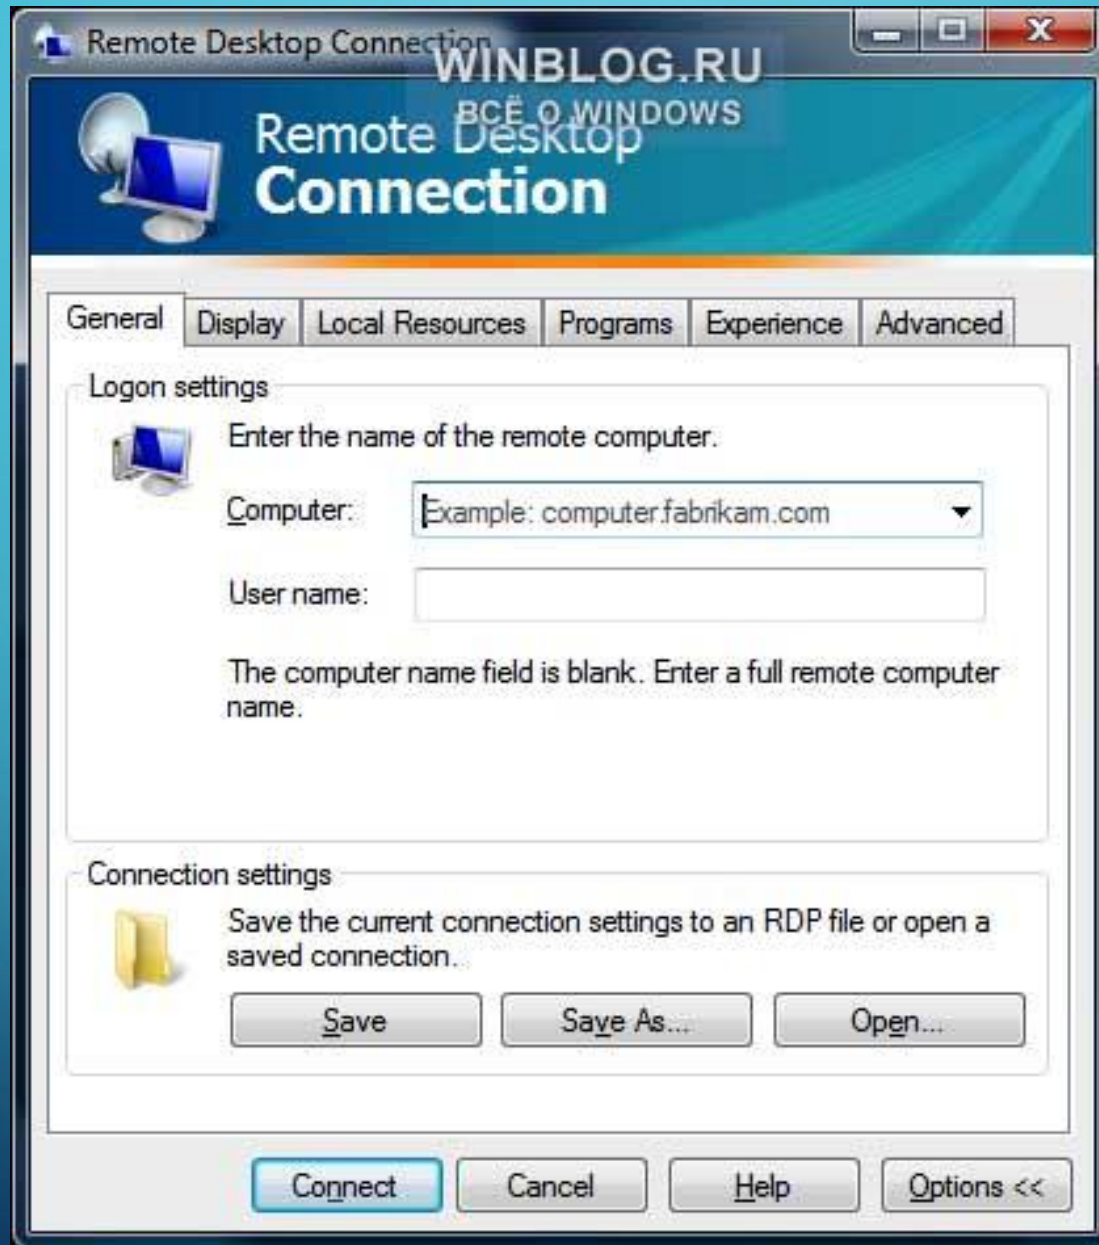 Remote Desktop Connection
WINBLOG.RU
ВСЁ О WINDOWS
Remote Desktop
Connection
General
Display
Local Resources
Programs
Experience
Advanced
Logon settings
Enter the name of the remote computer.
Computer:
Example: computer.fabrikam.com
User name:
The computer name field is blank. Enter a full remote computer
name.
Connection settings
Save the current connection settings to an RDP file or open a
saved connection.
Save
Save As...
Open...
Connect
Cancel
Help
Options <<